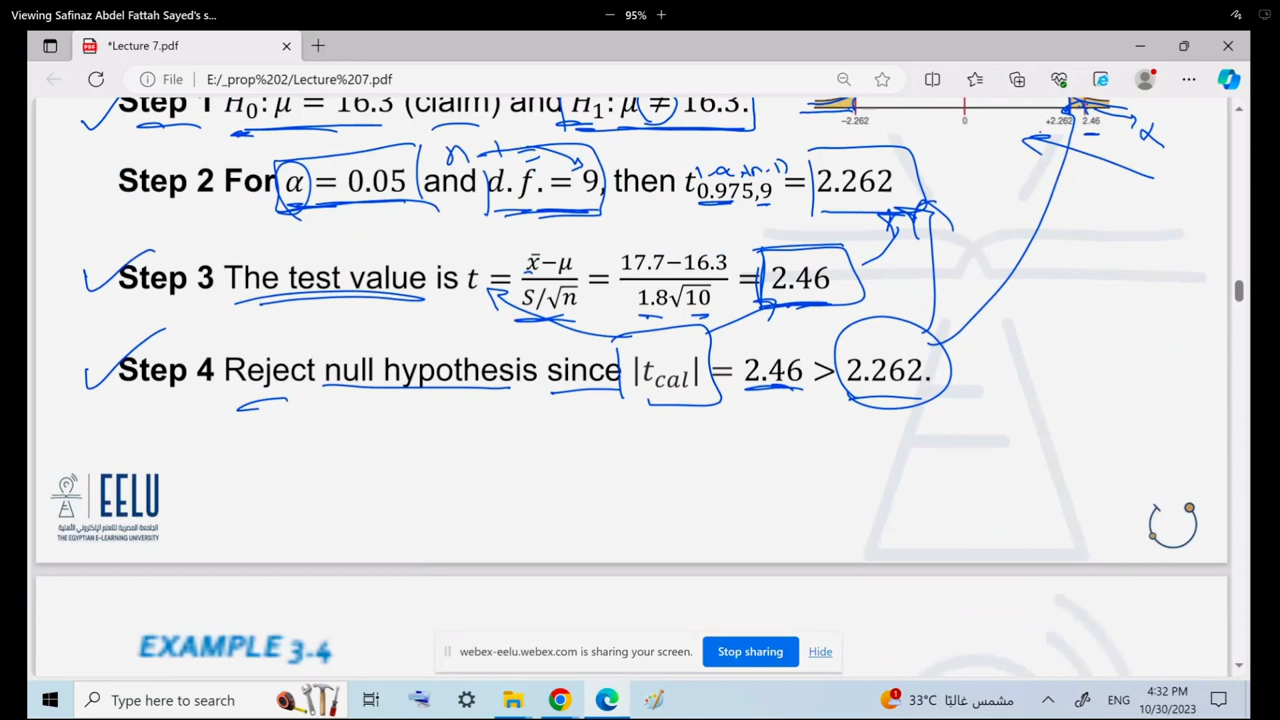 Viewing Safinaz Abdel Fattah Sayed's s...
95%
*Lecture 7.pdf
File E:/_prop%202/Lecture%207.pdf
Step 1 H₀: μ = 16.3 (claim) and H₁: μ ≠ 16.3.
−2.262 0 +2.262 2.46
α
n − 1 =
Step 2 For α = 0.05 and d.f. = 9, then t₀.₉₇₅,₉ = 2.262
Step 3 The test value is t = x̄−μ / S/√n = 17.7−16.3 / 1.8√10 = 2.46
Step 4 Reject null hypothesis since |t_cal| = 2.46 > 2.262.
EELU
الجامعة المصرية للتعلم الإلكتروني الأهلية
THE EGYPTIAN E-LEARNING UNIVERSITY
EXAMPLE 3-4
webex-eelu.webex.com is sharing your screen. Stop sharing Hide
Type here to search
1 33°C مشمس غالبًا ENG 4:32 PM
10/30/2023